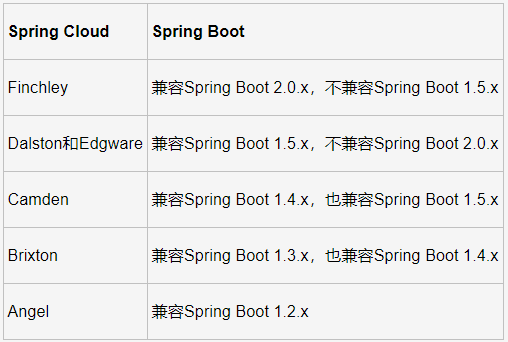 Spring Cloud Spring Boot
Finchley 兼容Spring Boot 2.0.x，不兼容Spring Boot 1.5.x
Dalston和Edgware 兼容Spring Boot 1.5.x，不兼容Spring Boot 2.0.x
Camden 兼容Spring Boot 1.4.x，也兼容Spring Boot 1.5.x
Brixton 兼容Spring Boot 1.3.x，也兼容Spring Boot 1.4.x
Angel 兼容Spring Boot 1.2.x